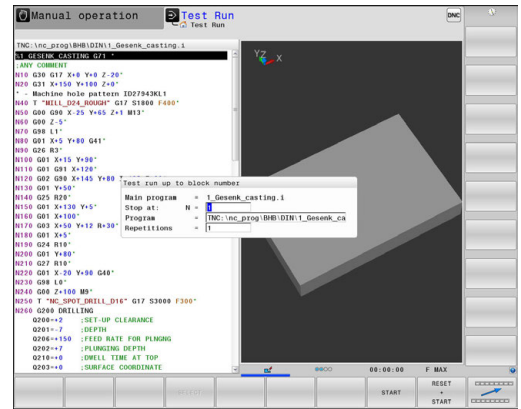 Manual operation
Test Run
Test Run
DNC
TNC:\nc_prog\BHB\DIN\1_Gesenk_casting.i
%1_GESENK_CASTING G71 *
;ANY COMMENT
N10 G30 G17 X+0 Y+0 Z-20*
N20 G31 X+150 Y+100 Z+0*
* - Machine hole pattern ID27943KL1
N40 T "MILL_D24_ROUGH" G17 S1800 F400*
N50 G00 G90 X-25 Y+65 Z+1 M13*
N60 G00 Z-5*
N70 G98 L1*
N80 G01 X+5 Y+80 G41*
N90 G26 R3*
N100 G01 X+15 Y+90*
N110 G01 G91 X+120*
N120 G02 G90 X+145 Y+80
N130 G01 Y+50*
N140 G25 R20*
N150 G01 X+130 Y+5*
N160 G01 X+100*
N170 G03 X+50 Y+12 R+30*
N180 G01 X+5*
N190 G24 R10*
N200 G01 Y+80*
N210 G27 R10*
N220 G01 X-20 Y+90 G40*
N230 G98 L0*
N240 G00 Z+100 M9*
N250 T "NC_SPOT_DRILL_D16" G17 S3000 F300*
N260 G200 DRILLING
Q200=+2 ;SET-UP CLEARANCE
Q201=-7 ;DEPTH
Q206=+150 ;FEED RATE FOR PLNGNG
Q202=+7 ;PLUNGING DEPTH
Q210=+0 ;DWELL TIME AT TOP
Q203=+0 ;SURFACE COORDINATE
YZ X
Test run up to block number
Main program = 1_Gesenk_casting.i
Stop at: N = 1
Program = TNC:\nc_prog\BHB\DIN\1_Gesenk_ca
Repetitions = 1
00:00:00 F MAX
START
RESET
+
START